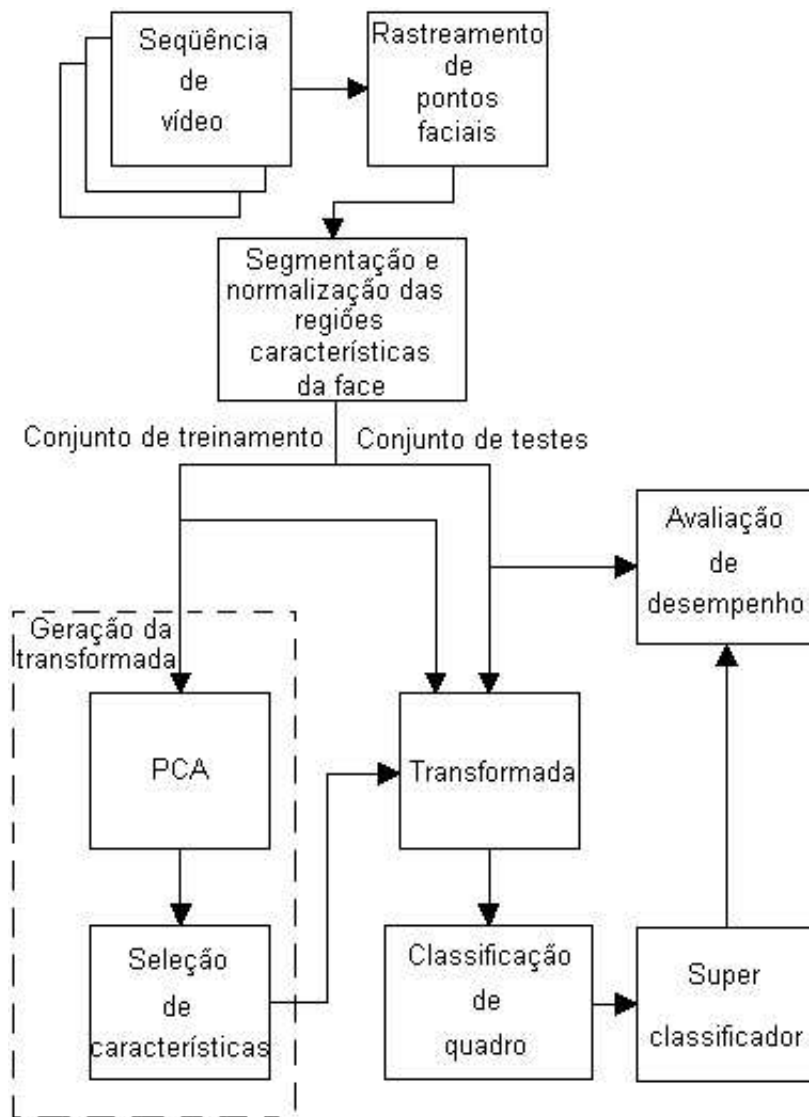 Seqüência
de
vídeo
Rastreamento
de
pontos
faciais
Segmentação e
normalização das
regiões
características
da face
Conjunto de treinamento
Conjunto de testes
Avaliação
de
desempenho
Geração da
transformada
PCA
Transformada
Seleção
de
características
Classificação
de
quadro
Super
classificador